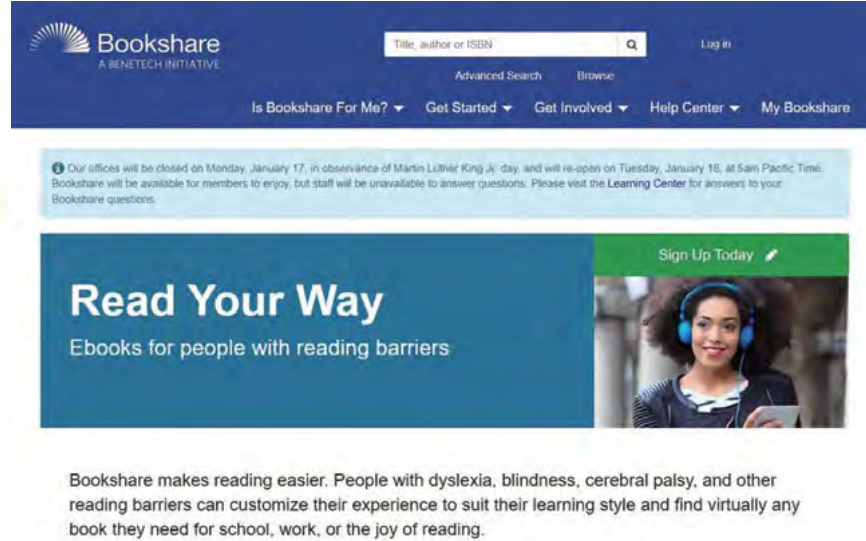 Bookshare
A BENETECH INITIATIVE
Title, author or ISBN
Log in
Advanced Search Browse
Is Bookshare For Me? Get Started Get Involved Help Center My Bookshare
Our offices will be closed on Monday, January 17, in observance of Martin Luther King Jr. day, and will re-open on Tuesday, January 18, at 5am Pacific Time.
Bookshare will be available for members to enjoy, but staff will be unavailable to answer questions. Please visit the Learning Center for answers to your
Bookshare questions.
Sign Up Today
Read Your Way
Ebooks for people with reading barriers
Bookshare makes reading easier. People with dyslexia, blindness, cerebral palsy, and other
reading barriers can customize their experience to suit their learning style and find virtually any
book they need for school, work, or the joy of reading.